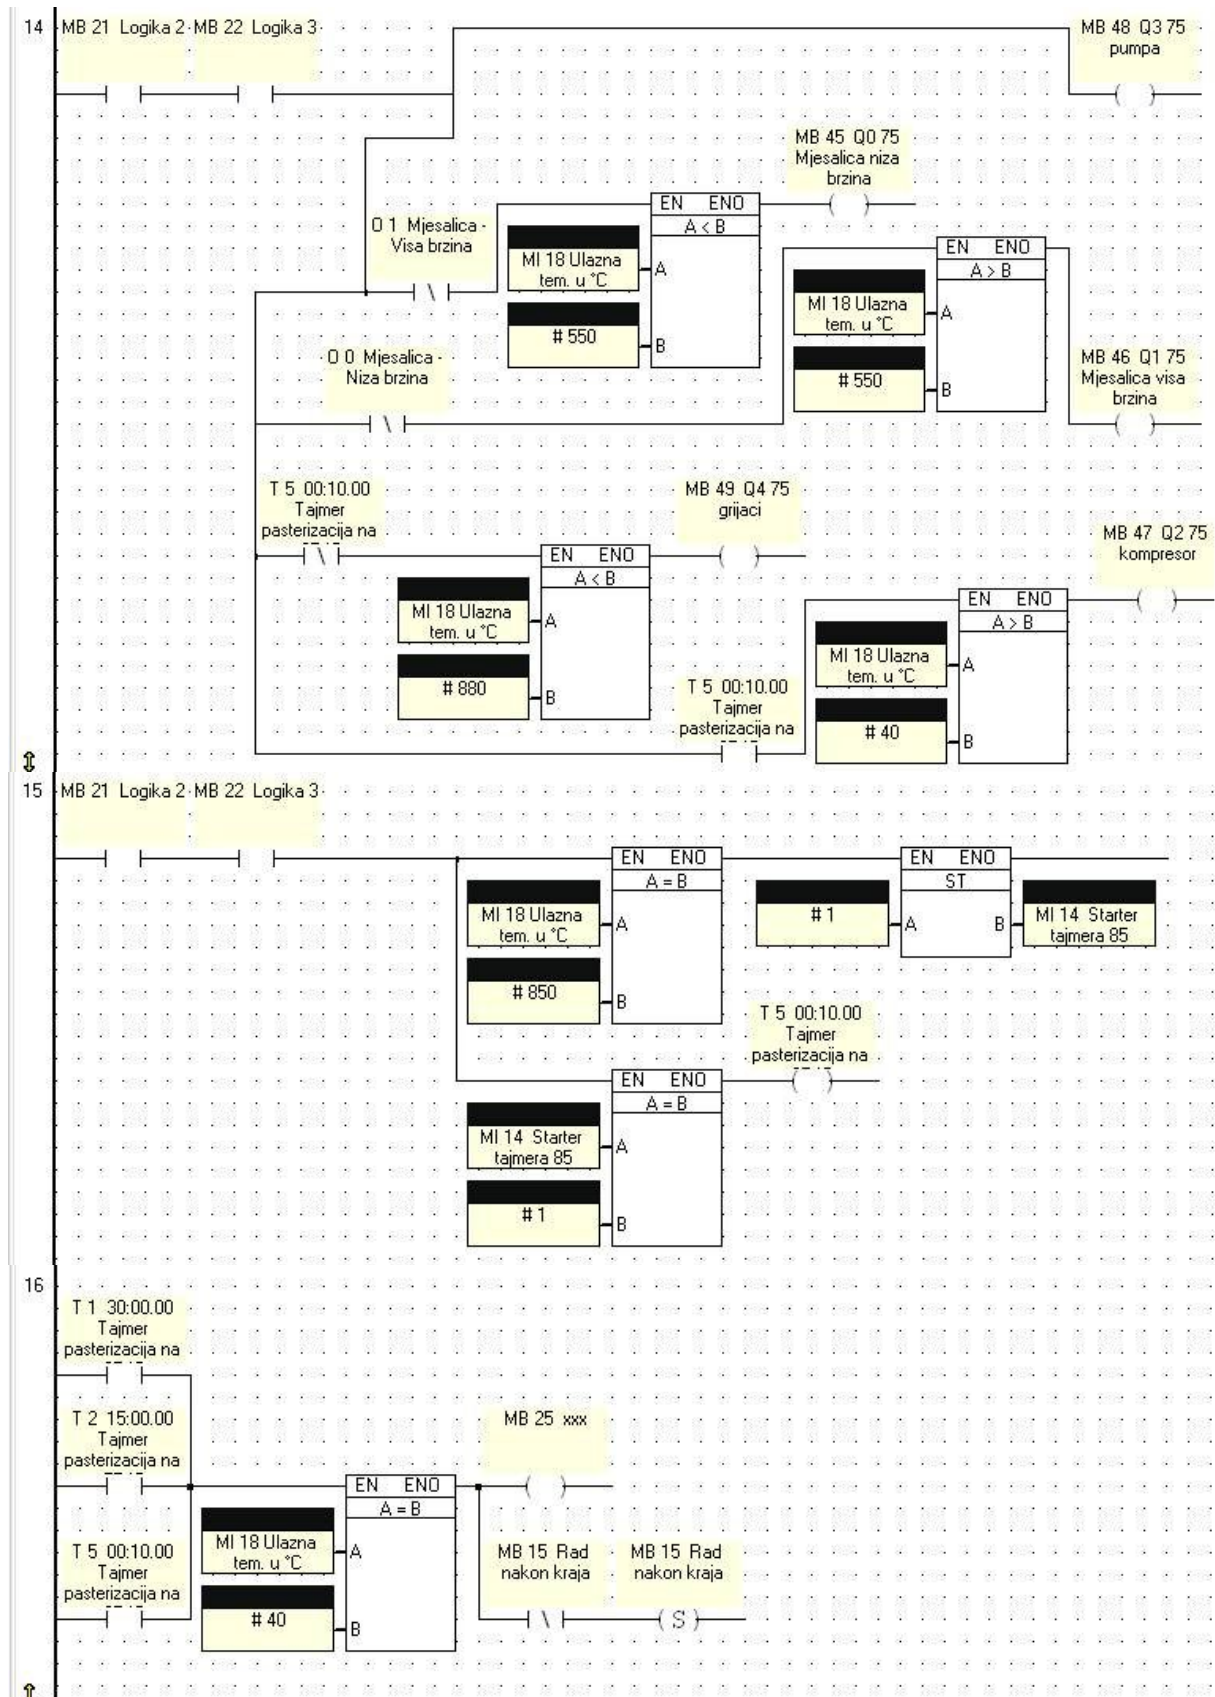 14
MB 21 Logika 2
MB 22 Logika 3
MB 48 Q3 75
pumpa
MB 45 Q0 75
Mjesalica niza
brzina
EN ENO
A < B
O 1 Mjesalica -
Visa brzina
MI 18 Ulazna
tem. u °C
A
# 550
B
EN ENO
A > B
MI 18 Ulazna
tem. u °C
A
# 550
B
O 0 Mjesalica -
Niza brzina
MB 46 Q1 75
Mjesalica visa
brzina
T 5 00:10.00
Tajmer
pasterizacija na
MB 49 Q4 75
grijaci
MB 47 Q2 75
kompresor
EN ENO
A < B
MI 18 Ulazna
tem. u °C
A
# 880
B
EN ENO
A > B
MI 18 Ulazna
tem. u °C
A
# 40
B
T 5 00:10.00
Tajmer
pasterizacija na
15
MB 21 Logika 2
MB 22 Logika 3
EN ENO
A = B
MI 18 Ulazna
tem. u °C
A
# 850
B
EN ENO
ST
# 1
A
B
MI 14 Starter
tajmera 85
T 5 00:10.00
Tajmer
pasterizacija na
EN ENO
A = B
MI 14 Starter
tajmera 85
A
# 1
B
16
T 1 30:00.00
Tajmer
pasterizacija na
T 2 15:00.00
Tajmer
pasterizacija na
MB 25 xxx
EN ENO
A = B
T 5 00:10.00
Tajmer
pasterizacija na
MI 18 Ulazna
tem. u °C
A
# 40
B
MB 15 Rad
nakon kraja
MB 15 Rad
nakon kraja
S